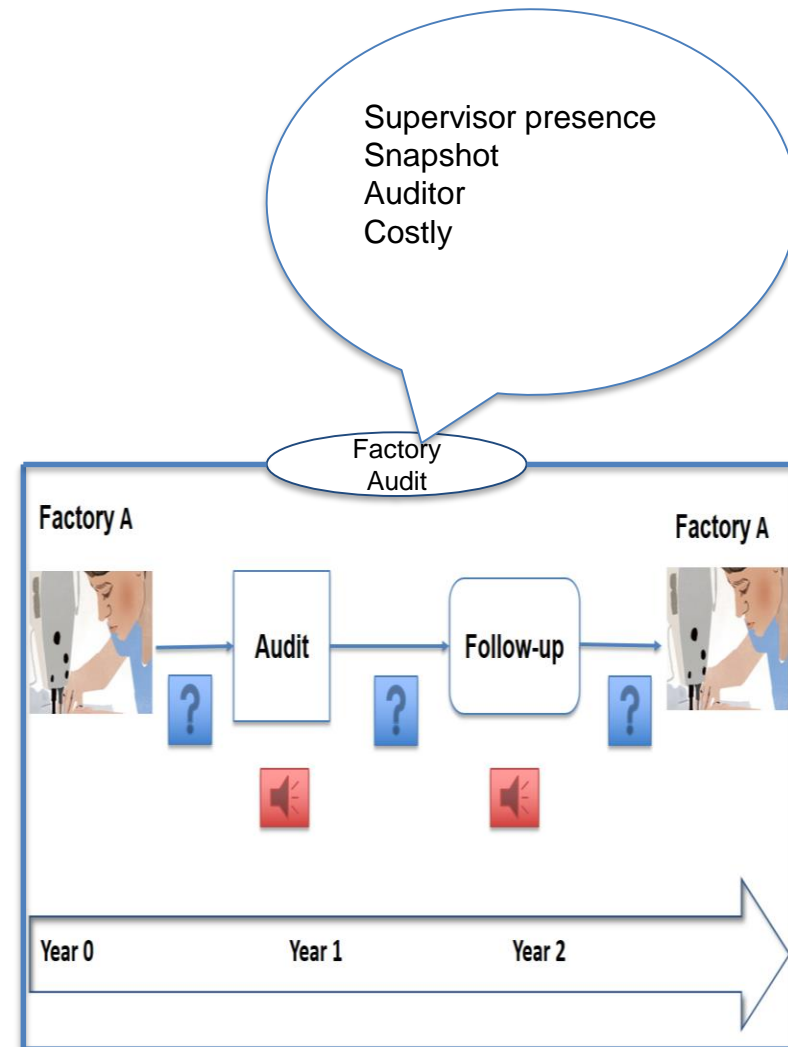 Supervisor presence
Snapshot
Auditor
Costly
Factory
Audit
Factory A
Factory A
Audit
Follow-up
?
?
?
Year 0
Year 1
Year 2